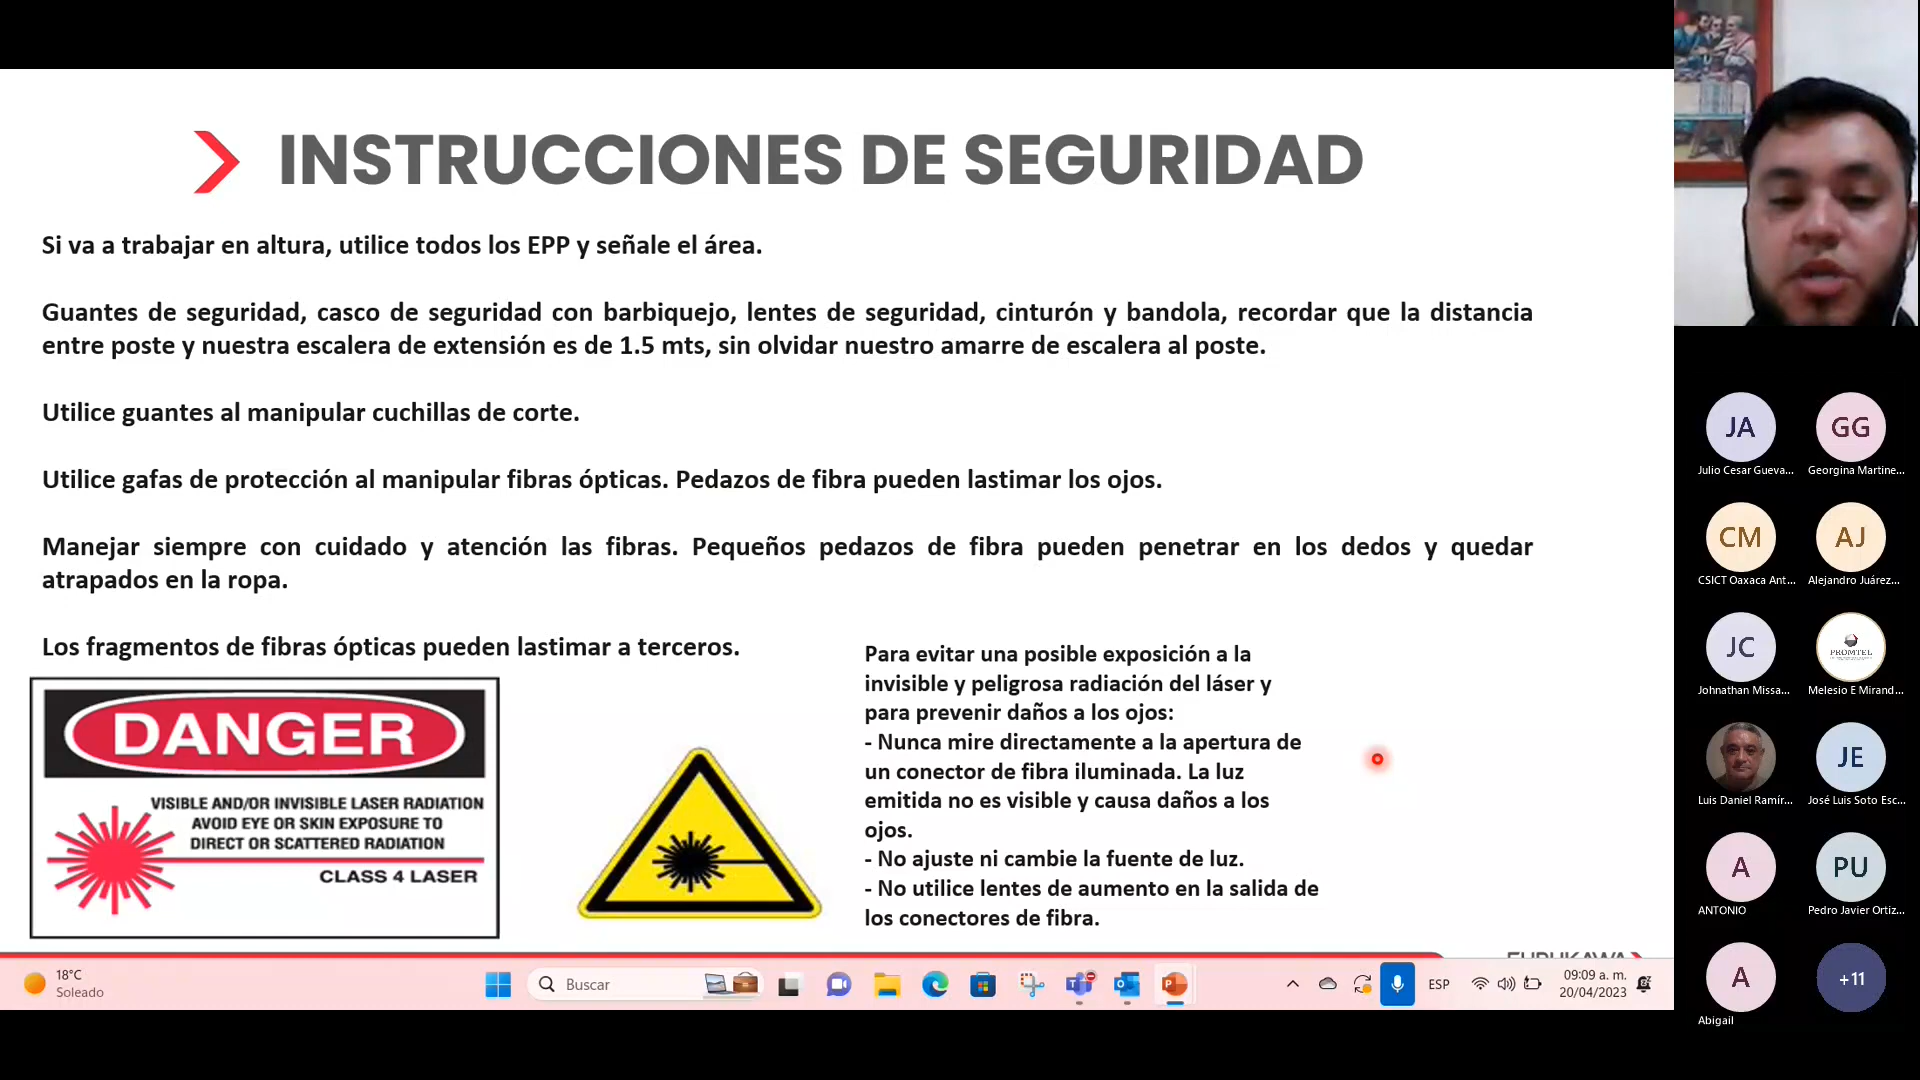 INSTRUCCIONES DE SEGURIDAD
Si va a trabajar en altura, utilice todos los EPP y señale el área.
Guantes de seguridad, casco de seguridad con barbiquejo, lentes de seguridad, cinturón y bandola, recordar que la distancia
entre poste y nuestra escalera de extensión es de 1.5 mts, sin olvidar nuestro amarre de escalera al poste.
Utilice guantes al manipular cuchillas de corte.
Utilice gafas de protección al manipular fibras ópticas. Pedazos de fibra pueden lastimar los ojos.
Manejar siempre con cuidado y atención las fibras. Pequeños pedazos de fibra pueden penetrar en los dedos y quedar
atrapados en la ropa.
Los fragmentos de fibras ópticas pueden lastimar a terceros.
DANGER
VISIBLE AND/OR INVISIBLE LASER RADIATION
AVOID EYE OR SKIN EXPOSURE TO
DIRECT OR SCATTERED RADIATION
CLASS 4 LASER
Para evitar una posible exposición a la
invisible y peligrosa radiación del láser y
para prevenir daños a los ojos:
- Nunca mire directamente a la apertura de
un conector de fibra iluminada. La luz
emitida no es visible y causa daños a los
ojos.
- No ajuste ni cambie la fuente de luz.
- No utilice lentes de aumento en la salida de
los conectores de fibra.
FURUKAWA
18°C
Soleado
Buscar
ESP
09:09 a. m.
20/04/2023
JA
Julio Cesar Gueva...
GG
Georgina Martine...
CM
CSICT Oaxaca Ant...
AJ
Alejandro Juárez...
JC
Johnathan Missa...
PROMTEL
Melesio E Mirand...
Luis Daniel Ramír...
JE
José Luis Soto Esc...
A
ANTONIO
PU
Pedro Javier Ortiz...
A
Abigail
+11